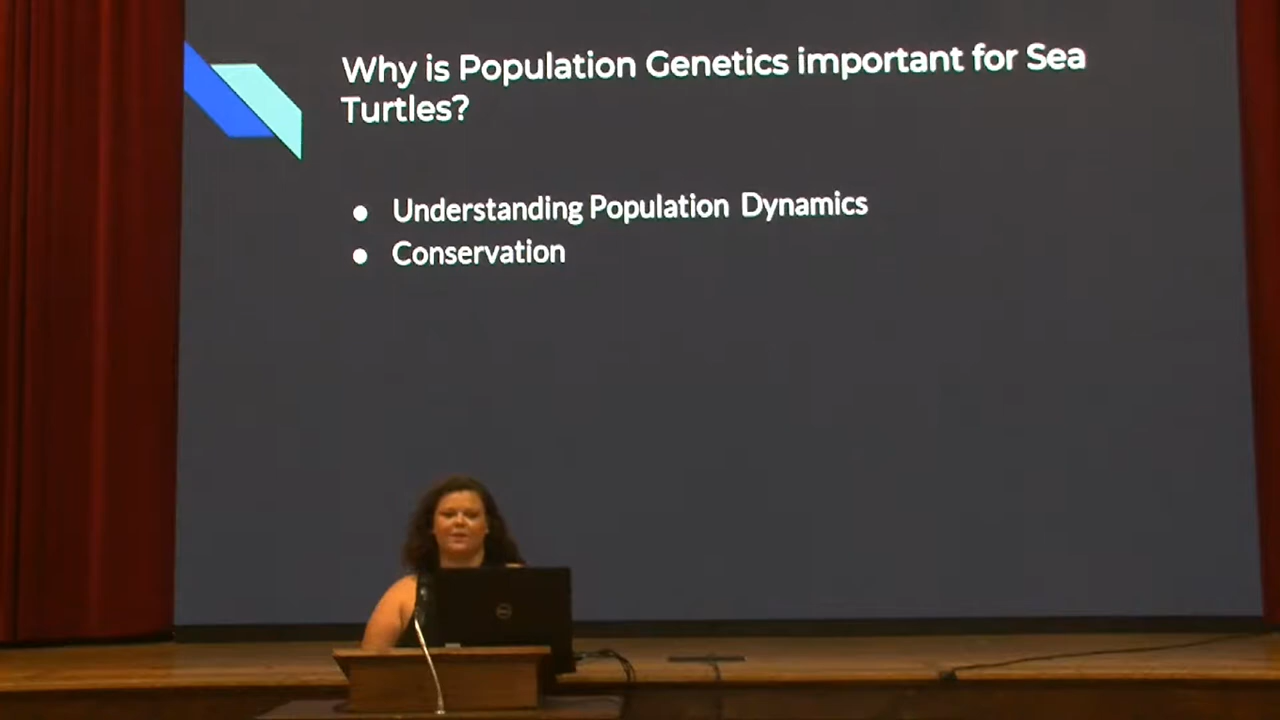 Why is Population Genetics important for Sea
Turtles?
● Understanding Population Dynamics
● Conservation